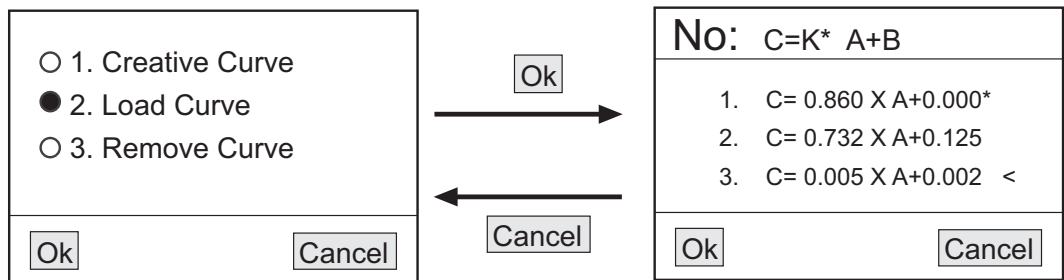 1. Creative Curve
2. Load Curve
3. Remove Curve
Ok
Cancel
Ok
Cancel
No: C=K* A+B
1. C= 0.860 X A+0.000*
2. C= 0.732 X A+0.125
3. C= 0.005 X A+0.002 <
Ok
Cancel